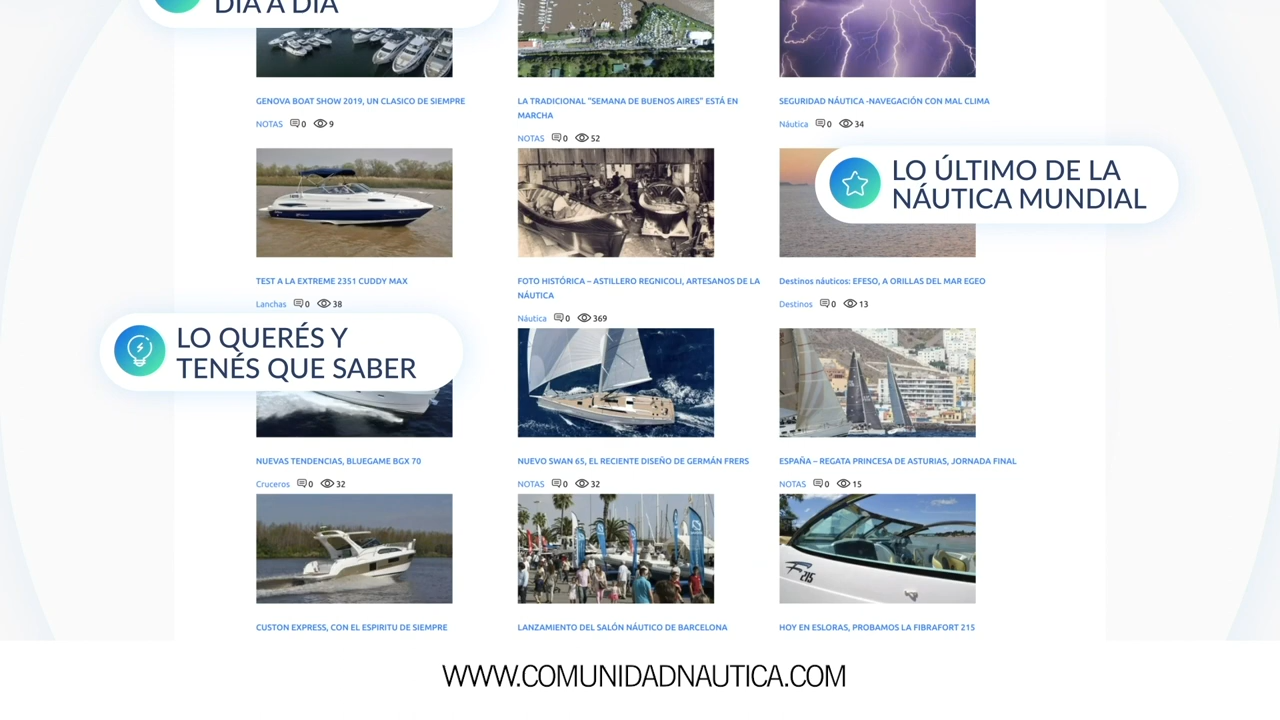 DÍA A DÍA
GENOVA BOAT SHOW 2019, UN CLASICO DE SIEMPRE
NOTAS 0 9
LA TRADICIONAL "SEMANA DE BUENOS AIRES" ESTÁ EN
MARCHA
NOTAS 0 52
SEGURIDAD NÁUTICA -NAVEGACIÓN CON MAL CLIMA
Náutica 0 34
LO ÚLTIMO DE LA
NÁUTICA MUNDIAL
TEST A LA EXTREME 2351 CUDDY MAX
Lanchas 0 38
FOTO HISTÓRICA – ASTILLERO REGNICOLI, ARTESANOS DE LA
NÁUTICA
Náutica 0 369
Destinos náuticos: EFESO, A ORILLAS DEL MAR EGEO
Destinos 0 13
LO QUERÉS Y
TENÉS QUE SABER
NUEVAS TENDENCIAS, BLUEGAME BGX 70
Cruceros 0 32
NUEVO SWAN 65, EL RECIENTE DISEÑO DE GERMÁN FRERS
NOTAS 0 32
ESPAÑA – REGATA PRINCESA DE ASTURIAS, JORNADA FINAL
NOTAS 0 15
215
CUSTON EXPRESS, CON EL ESPIRITU DE SIEMPRE
LANZAMIENTO DEL SALÓN NÁUTICO DE BARCELONA
HOY EN ESLORAS, PROBAMOS LA FIBRAFORT 215
WWW.COMUNIDADNAUTICA.COM